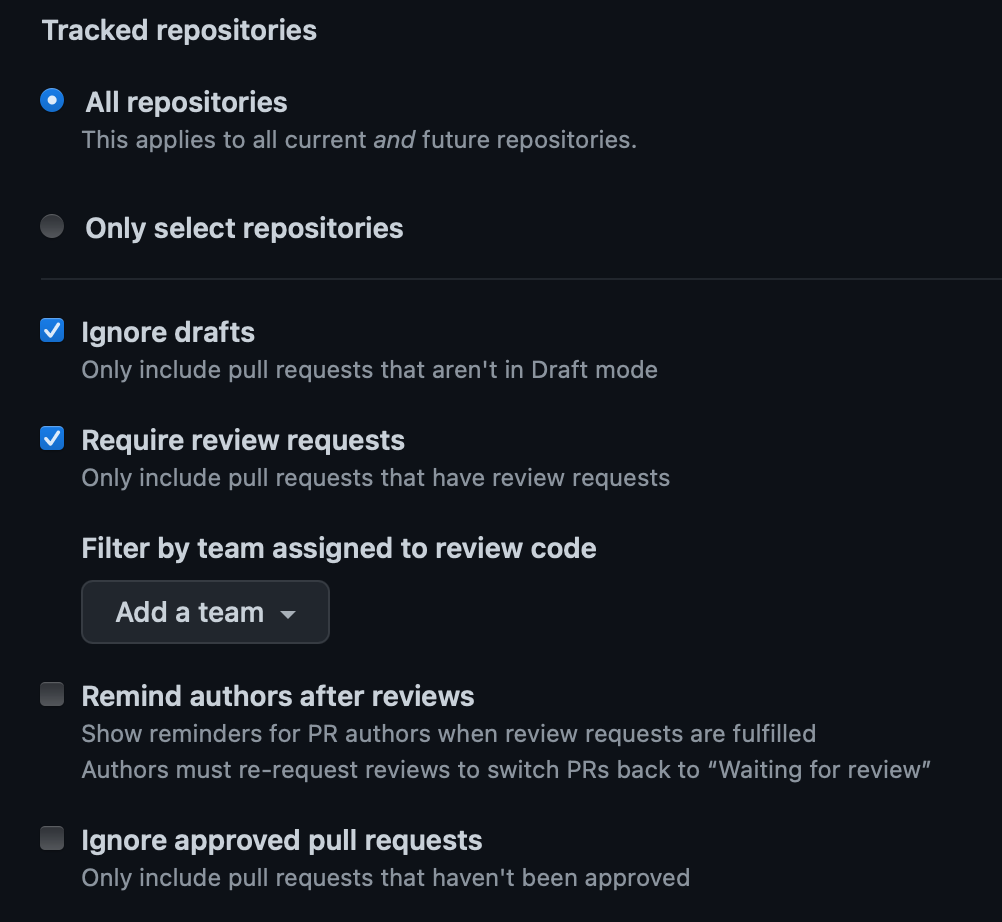 Tracked repositories
All repositories
This applies to all current and future repositories.
Only select repositories
Ignore drafts
Only include pull requests that aren't in Draft mode
Require review requests
Only include pull requests that have review requests
Filter by team assigned to review code
Add a team
Remind authors after reviews
Show reminders for PR authors when review requests are fulfilled
Authors must re-request reviews to switch PRs back to “Waiting for review”
Ignore approved pull requests
Only include pull requests that haven't been approved